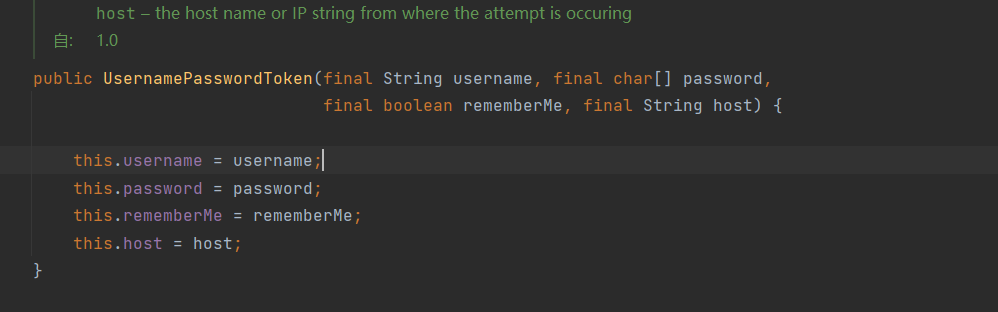 host – the host name or IP string from where the attempt is occuring
自: 1.0
public UsernamePasswordToken(final String username, final char[] password,
final boolean rememberMe, final String host) {
this.username = username;
this.password = password;
this.rememberMe = rememberMe;
this.host = host;
}